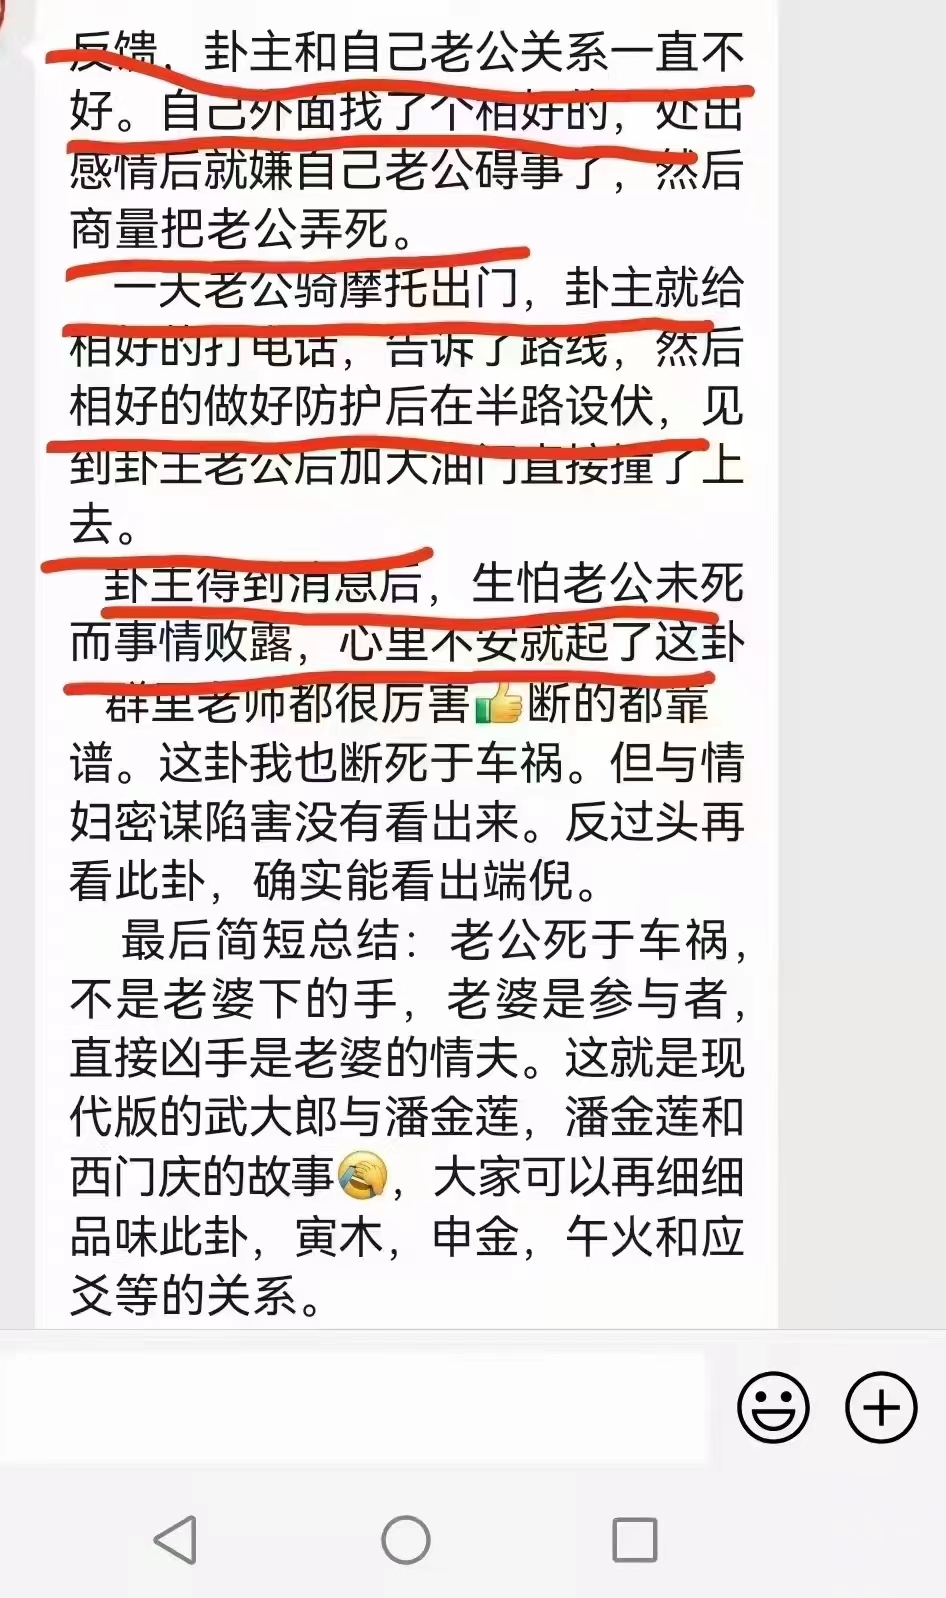 反馈，卦主和自己老公关系一直不
好。自己外面找了个相好的，处出
感情后就嫌自己老公碍事了，然后
商量把老公弄死。
一天老公骑摩托出门，卦主就给
相好的打电话，告诉了路线，然后
相好的做好防护后在半路设伏，见
到卦主老公后加大油门直接撞了上
去。
卦主得到消息后，生怕老公未死
而事情败露，心里不安就起了这卦
群里老师都很厉害👍断的都靠
谱。这卦我也断死于车祸。但与情
妇密谋陷害没有看出来。反过头再
看此卦，确实能看出端倪。
最后简短总结：老公死于车祸，
不是老婆下的手，老婆是参与者，
直接凶手是老婆的情夫。这就是现
代版的武大郎与潘金莲，潘金莲和
西门庆的故事🤦，大家可以再细细
品味此卦，寅木，申金，午火和应
爻等的关系。